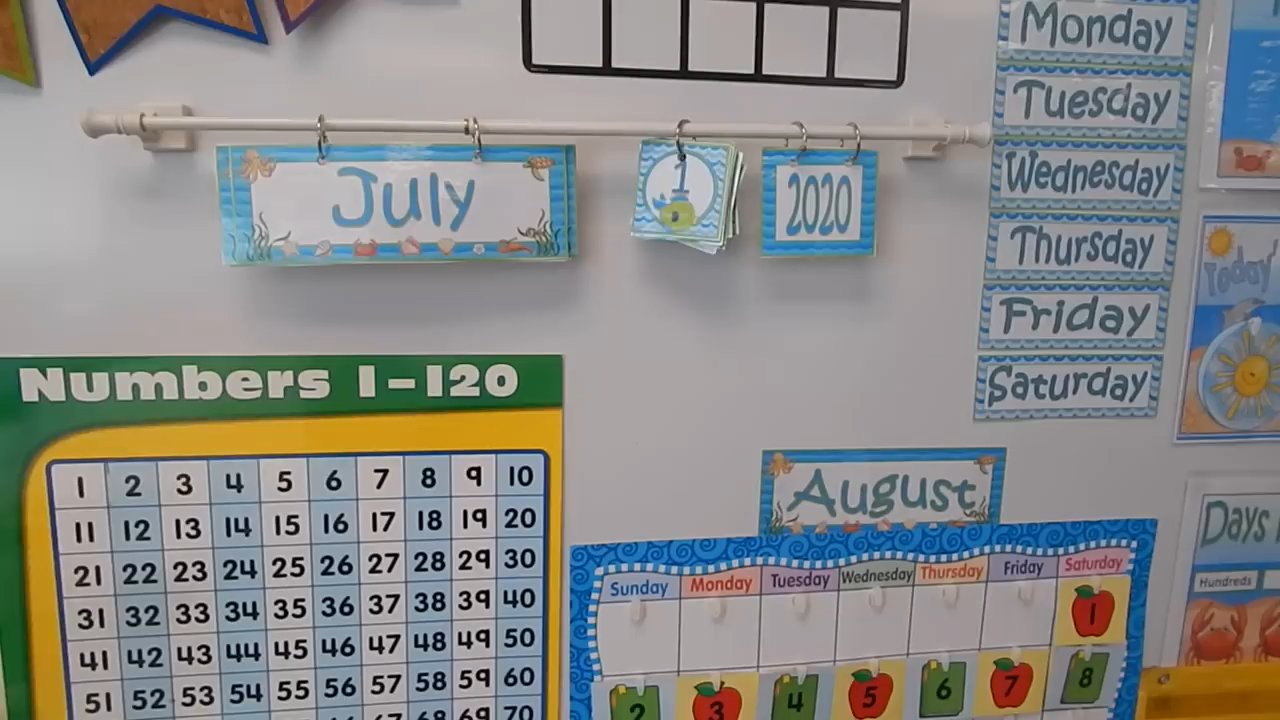 July
1
2020
Monday
Tuesday
Wednesday
Thursday
Friday
Saturday
Today
Numbers 1-120
1 2 3 4 5 6 7 8 9 10
11 12 13 14 15 16 17 18 19 20
21 22 23 24 25 26 27 28 29 30
31 32 33 34 35 36 37 38 39 40
41 42 43 44 45 46 47 48 49 50
51 52 53 54 55 56 57 58 59 60
68 69 70
August
Sunday Monday Tuesday Wednesday Thursday Friday Saturday
1
2 3 4 5 6 7 8
Days
Hundreds